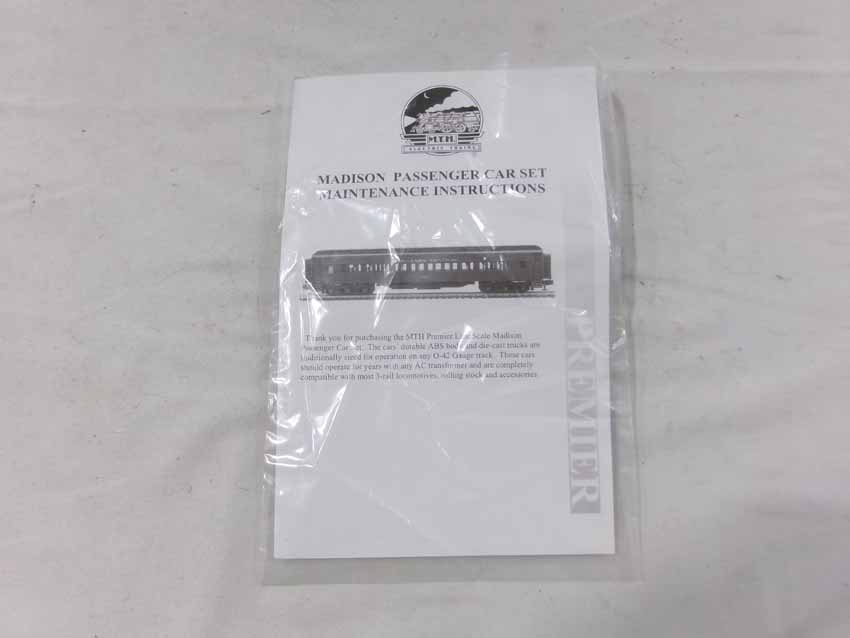 M.T.H.
ELECTRIC TRAINS
MADISON PASSENGER CAR SET
MAINTENANCE INSTRUCTIONS
Thank you for purchasing the MTH Premier Line Scale Madison
Passenger Car Set. The cars' durable ABS body and die-cast trucks are
traditionally sized for operation on any O-42 Gauge track. These cars
should operate for years with any AC transformer and are completely
compatible with most 3-rail locomotives, rolling stock and accessories.
PREMIER